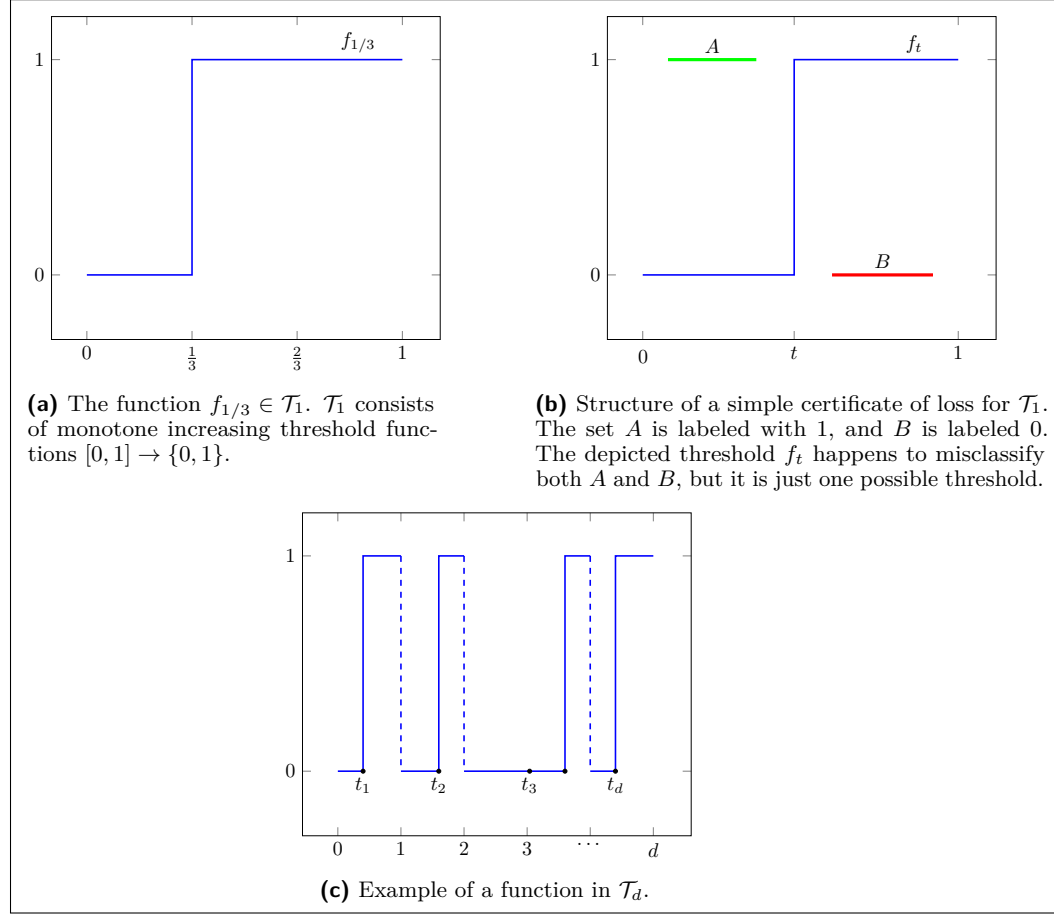 f_{1/3}
1
0
0 1/3 2/3 1
(a) The function f_{1/3} ∈ 𝒯_1. 𝒯_1 consists
of monotone increasing threshold func-
tions [0, 1] → {0, 1}.
A f_t
1
B
0
0 t 1
(b) Structure of a simple certificate of loss for 𝒯_1.
The set A is labeled with 1, and B is labeled 0.
The depicted threshold f_t happens to misclassify
both A and B, but it is just one possible threshold.
1
0
t_1 t_2 t_3 t_d
0 1 2 3 ⋯ d
(c) Example of a function in 𝒯_d.